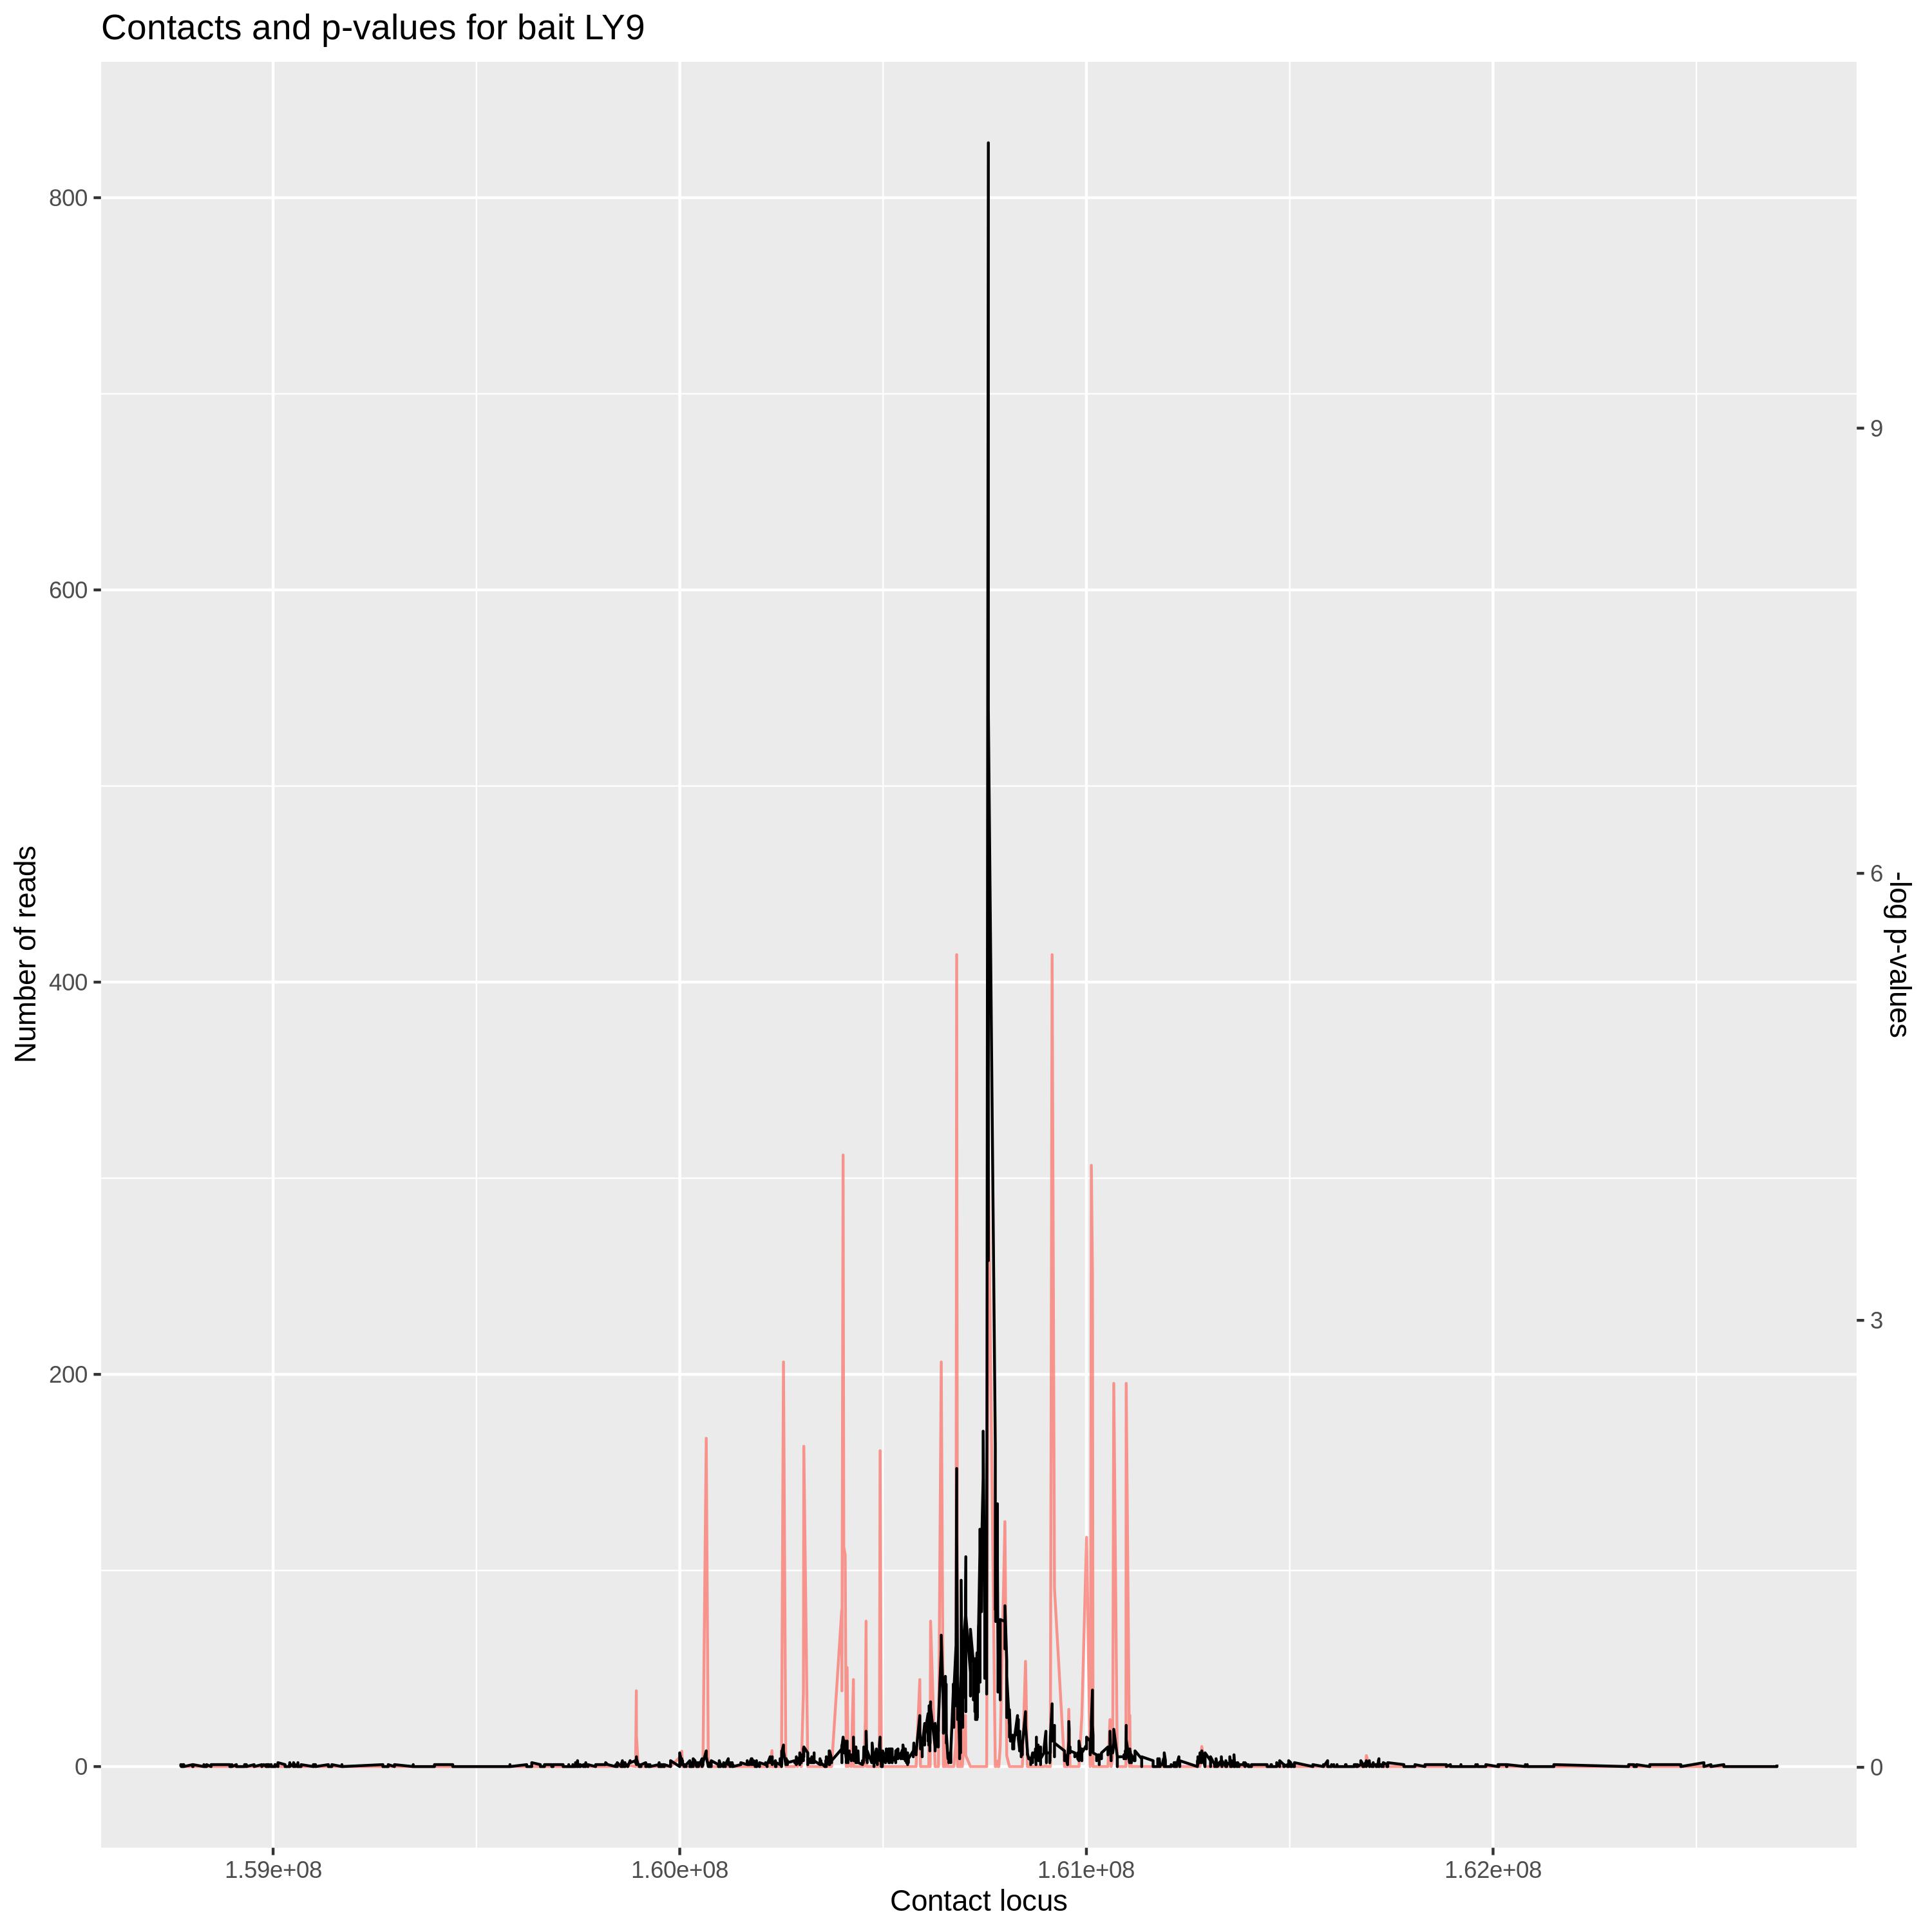 Contacts and p-values for bait LY9
Number of reads
800
600
400
200
0
9
6
3
0
-log p-values
1.59e+08
1.60e+08
1.61e+08
1.62e+08
Contact locus